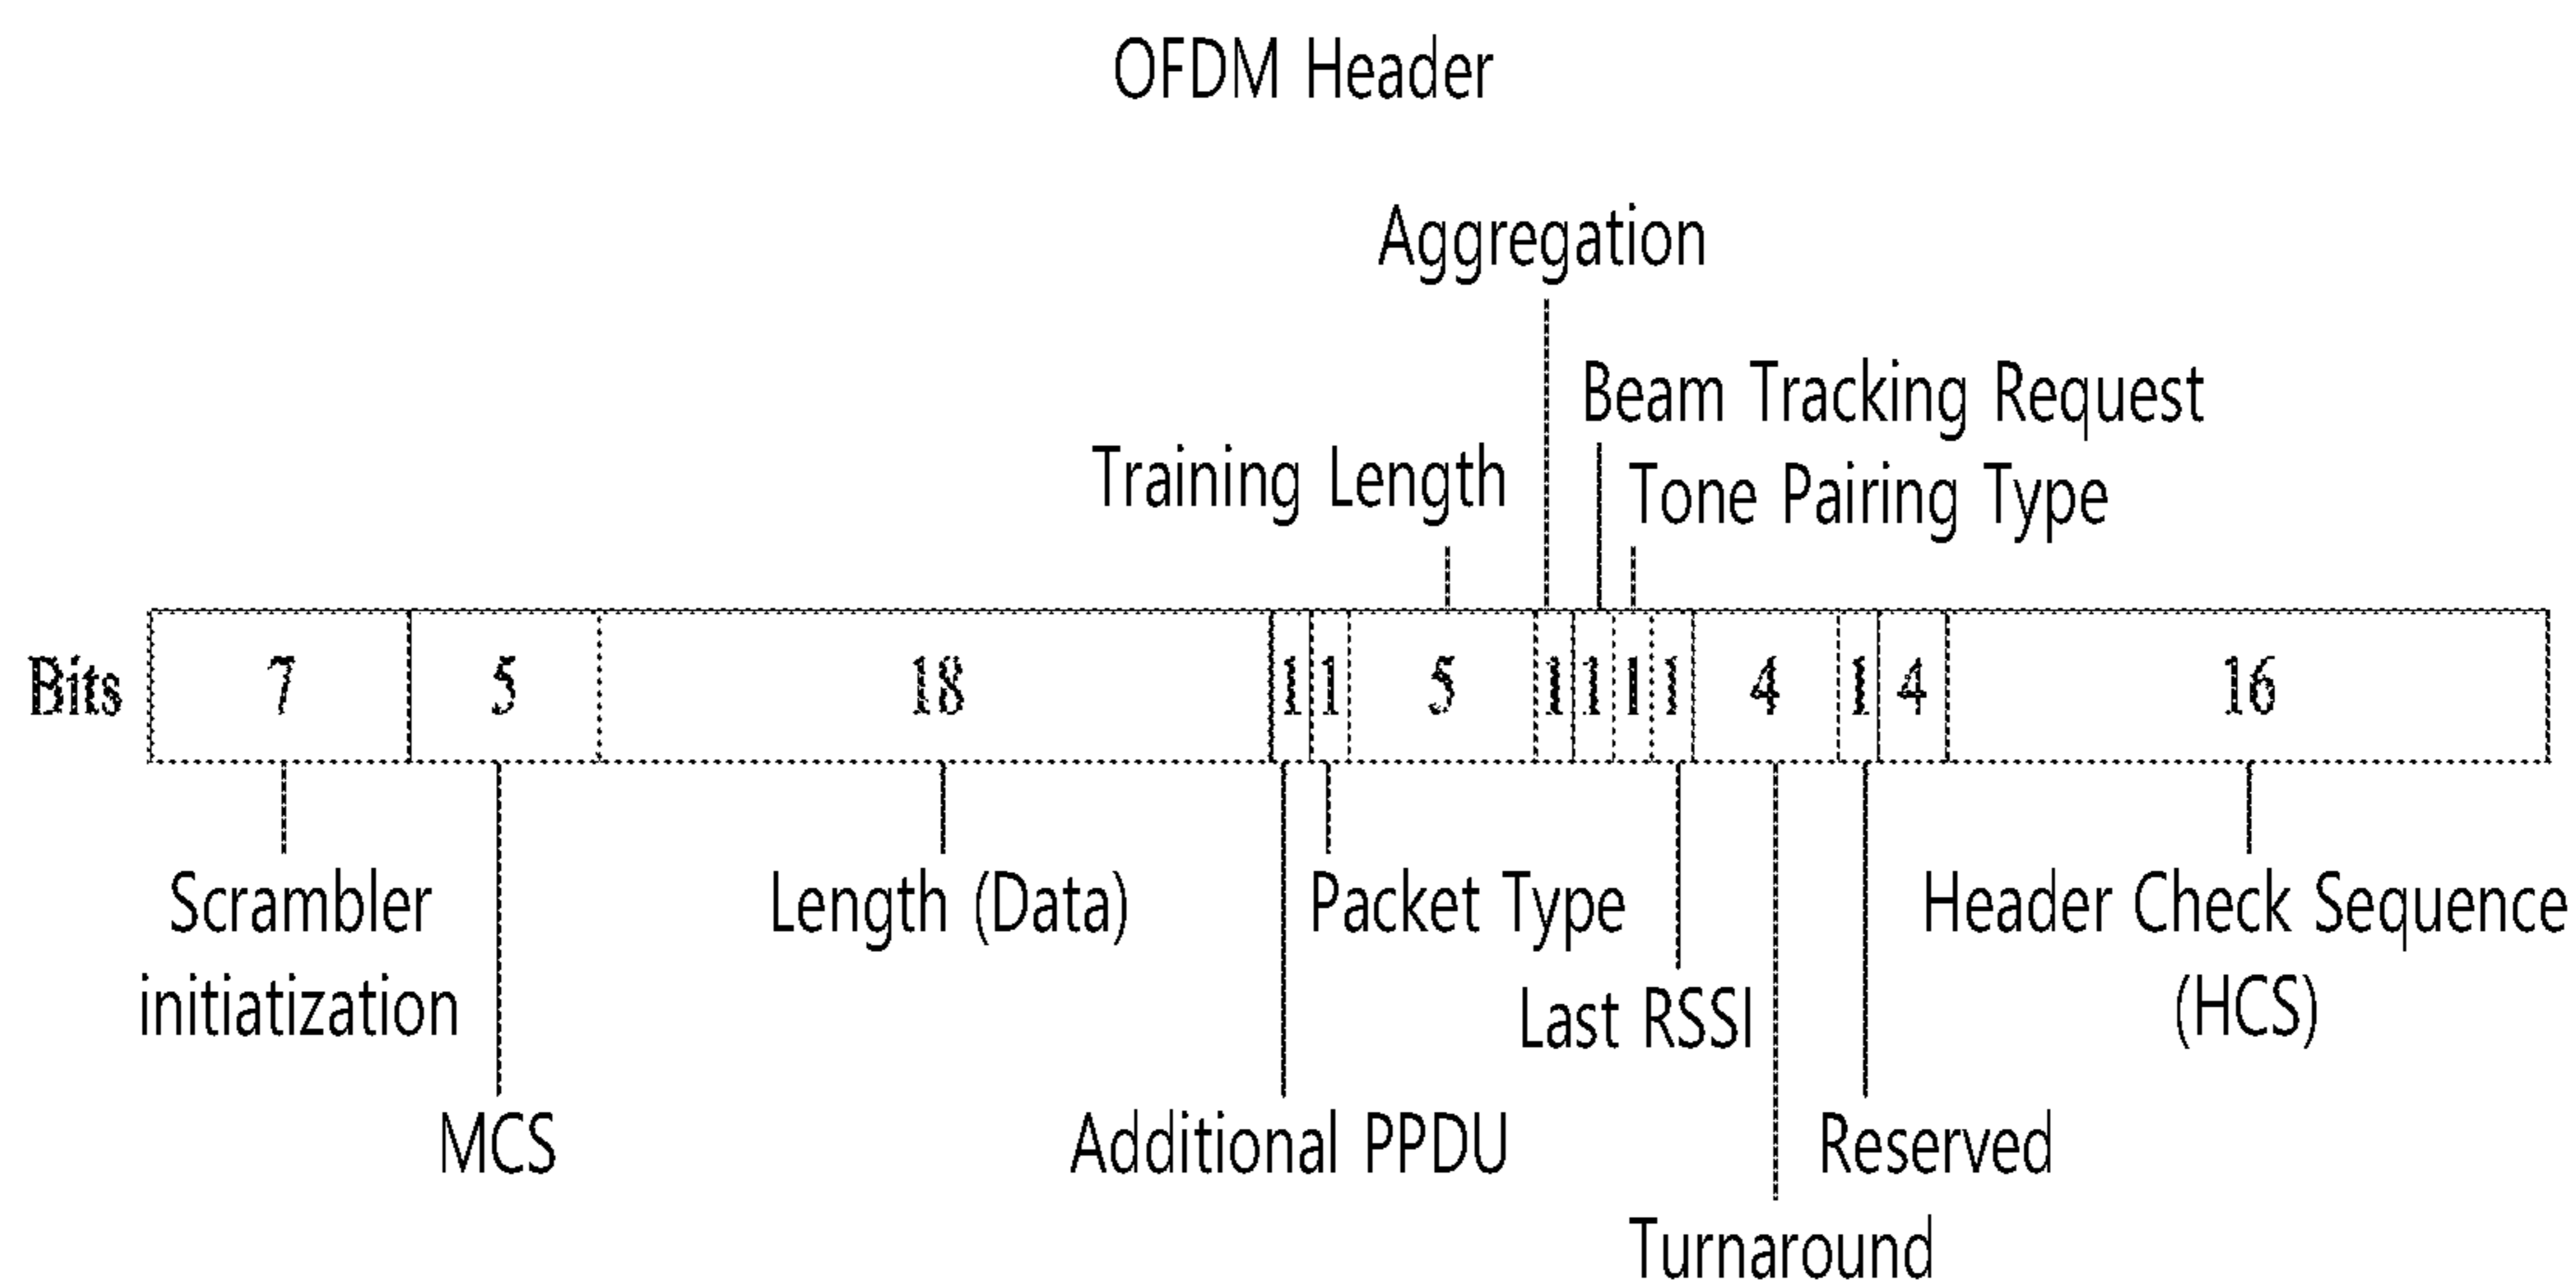 OFDM Header
Aggregation
Beam Tracking Request
Training Length
Tone Pairing Type
Bits 7 5 18 1 1 5 1 1 1 1 4 1 4 16
Scrambler
initiatization
Length (Data)
Packet Type
Header Check Sequence
(HCS)
Last RSSI
MCS
Additional PPDU
Reserved
Turnaround